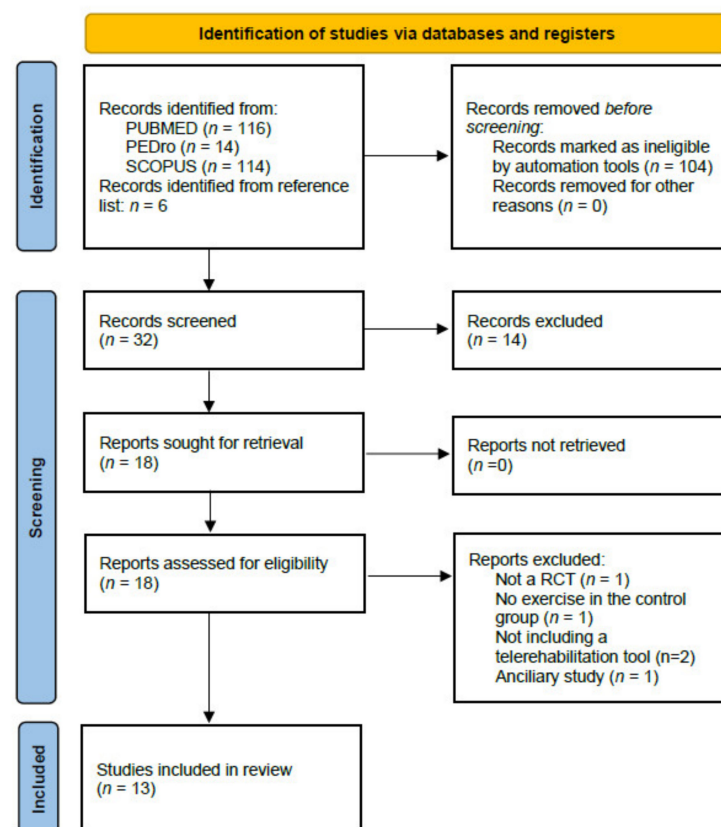 Identification of studies via databases and registers
Identification
Records identified from:
PUBMED (n = 116)
PEDro (n = 14)
SCOPUS (n = 114)
Records identified from reference
list: n = 6
Records removed before
screening:
Records marked as ineligible
by automation tools (n = 104)
Records removed for other
reasons (n = 0)
Screening
Records screened
(n = 32)
Records excluded
(n = 14)
Reports sought for retrieval
(n = 18)
Reports not retrieved
(n =0)
Reports assessed for eligibility
(n = 18)
Reports excluded:
Not a RCT (n = 1)
No exercise in the control
group (n = 1)
Not including a
telerehabilitation tool (n=2)
Ancillary study (n = 1)
Included
Studies included in review
(n = 13)